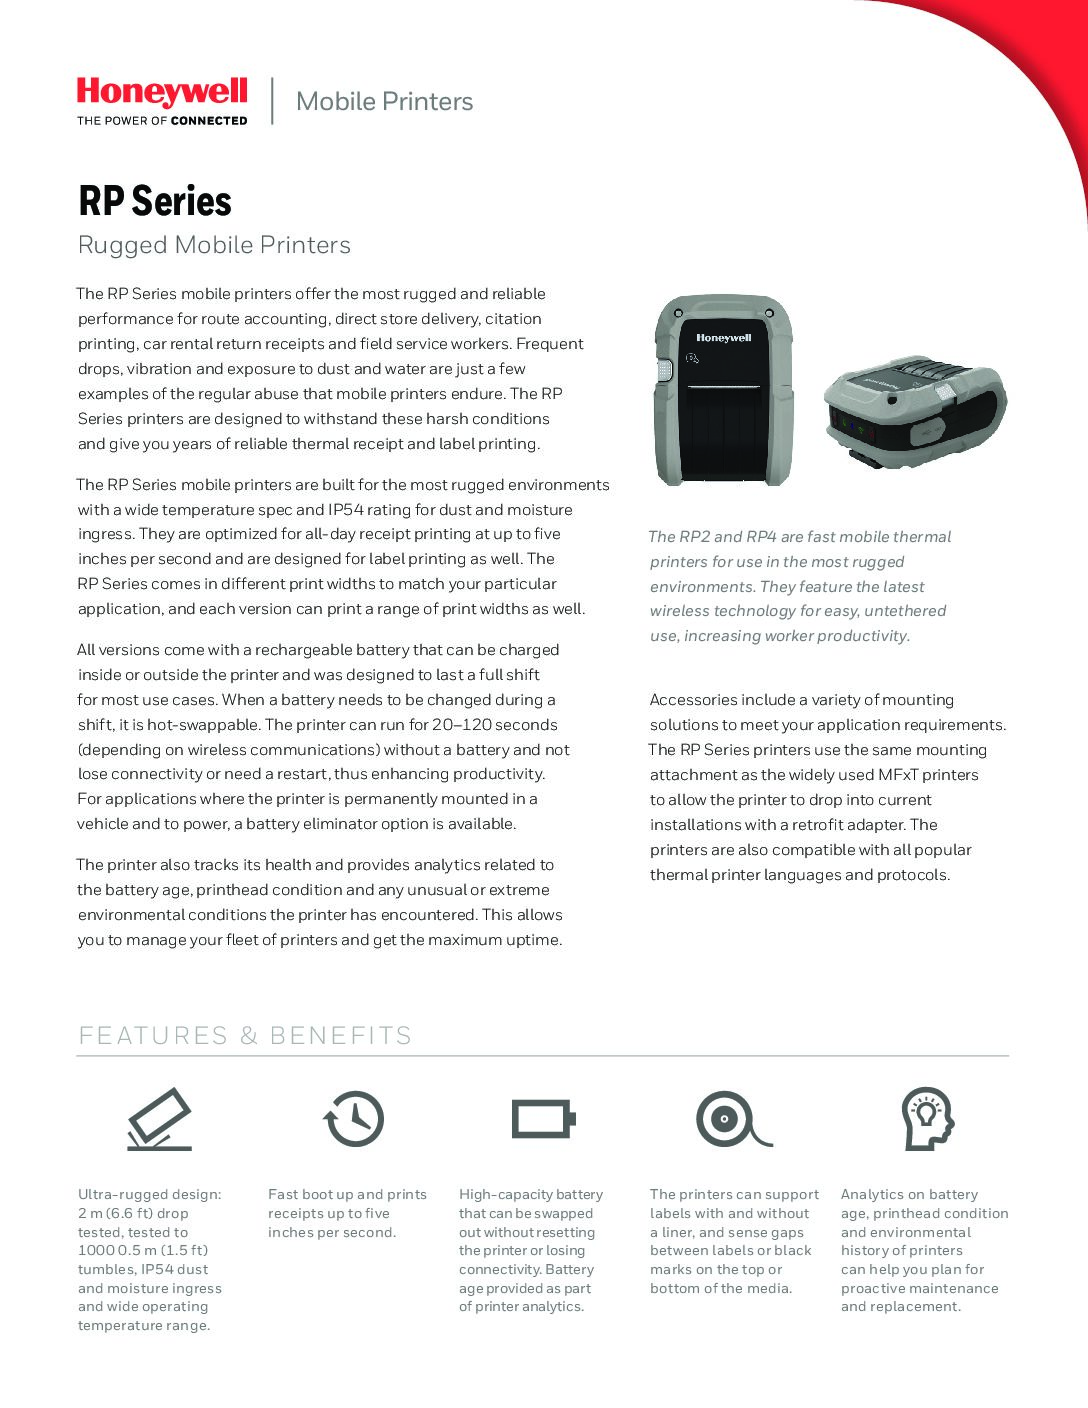 Honeywell
THE POWER OF CONNECTED
Mobile Printers
RP Series
Rugged Mobile Printers
The RP Series mobile printers offer the most rugged and reliable
performance for route accounting, direct store delivery, citation
printing, car rental return receipts and field service workers. Frequent
drops, vibration and exposure to dust and water are just a few
examples of the regular abuse that mobile printers endure. The RP
Series printers are designed to withstand these harsh conditions
and give you years of reliable thermal receipt and label printing.
The RP Series mobile printers are built for the most rugged environments
with a wide temperature spec and IP54 rating for dust and moisture
ingress. They are optimized for all-day receipt printing at up to five
inches per second and are designed for label printing as well. The
RP Series comes in different print widths to match your particular
application, and each version can print a range of print widths as well.
All versions come with a rechargeable battery that can be charged
inside or outside the printer and was designed to last a full shift
for most use cases. When a battery needs to be changed during a
shift, it is hot-swappable. The printer can run for 20–120 seconds
(depending on wireless communications) without a battery and not
lose connectivity or need a restart, thus enhancing productivity.
For applications where the printer is permanently mounted in a
vehicle and to power, a battery eliminator option is available.
The printer also tracks its health and provides analytics related to
the battery age, printhead condition and any unusual or extreme
environmental conditions the printer has encountered. This allows
you to manage your fleet of printers and get the maximum uptime.
Honeywell
Honeywell
The RP2 and RP4 are fast mobile thermal
printers for use in the most rugged
environments. They feature the latest
wireless technology for easy, untethered
use, increasing worker productivity.
Accessories include a variety of mounting
solutions to meet your application requirements.
The RP Series printers use the same mounting
attachment as the widely used MFxT printers
to allow the printer to drop into current
installations with a retrofit adapter. The
printers are also compatible with all popular
thermal printer languages and protocols.
FEATURES & BENEFITS
Ultra-rugged design:
2 m (6.6 ft) drop
tested, tested to
1000 0.5 m (1.5 ft)
tumbles, IP54 dust
and moisture ingress
and wide operating
temperature range.
Fast boot up and prints
receipts up to five
inches per second.
High-capacity battery
that can be swapped
out without resetting
the printer or losing
connectivity. Battery
age provided as part
of printer analytics.
The printers can support
labels with and without
a liner, and sense gaps
between labels or black
marks on the top or
bottom of the media.
Analytics on battery
age, printhead condition
and environmental
history of printers
can help you plan for
proactive maintenance
and replacement.